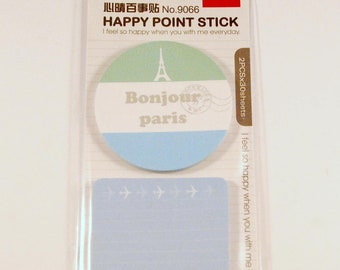 心晴百事贴 No.9066
HAPPY POINT STICK
I feel so happy when you with me everyday.
2PCSx30sheets
Bonjour
paris
I feel so happy when you with me